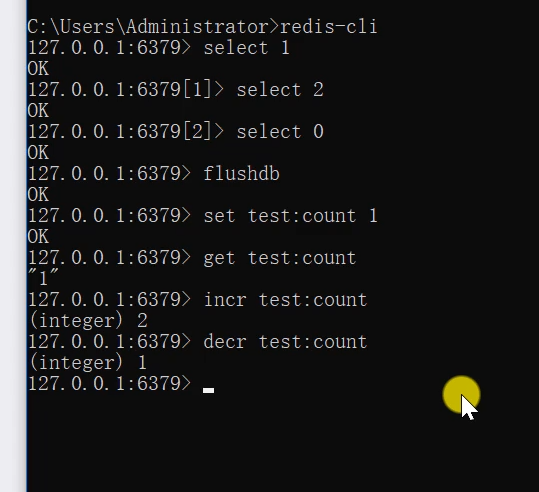 C:\Users\Administrator>redis-cli
127.0.0.1:6379> select 1
OK
127.0.0.1:6379[1]> select 2
OK
127.0.0.1:6379[2]> select 0
OK
127.0.0.1:6379> flushdb
OK
127.0.0.1:6379> set test:count 1
OK
127.0.0.1:6379> get test:count
"1"
127.0.0.1:6379> incr test:count
(integer) 2
127.0.0.1:6379> decr test:count
(integer) 1
127.0.0.1:6379>